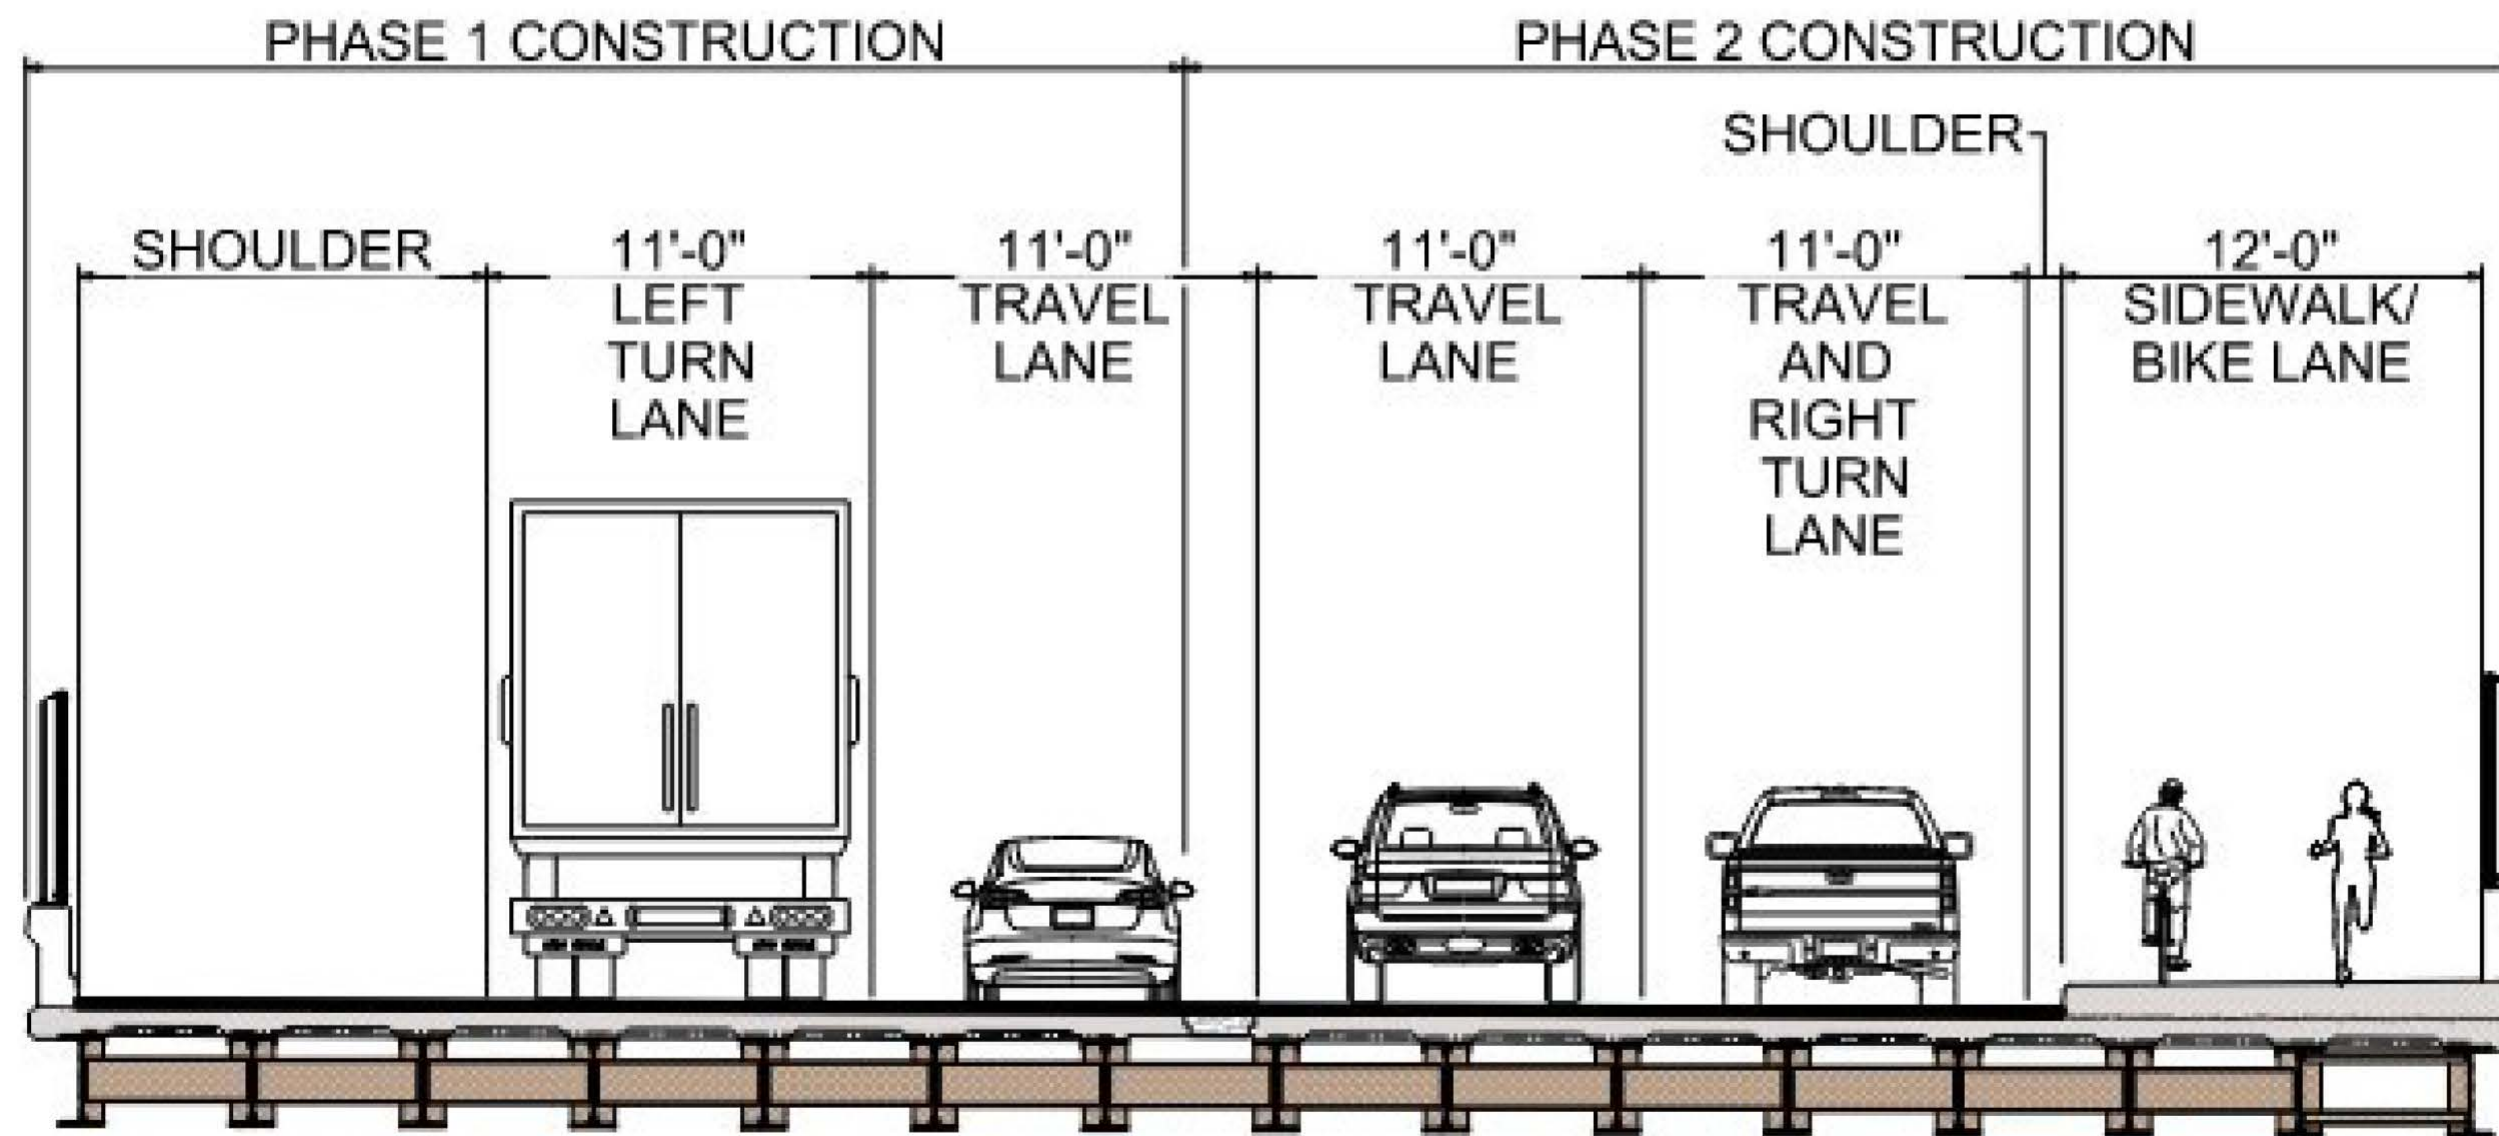 PHASE 1 CONSTRUCTION
PHASE 2 CONSTRUCTION
SHOULDER
SHOULDER
11'-0"
LEFT
TURN
LANE
11'-0"
TRAVEL
LANE
11'-0"
TRAVEL
LANE
11'-0"
TRAVEL
AND
RIGHT
TURN
LANE
12'-0"
SIDEWALK/
BIKE LANE